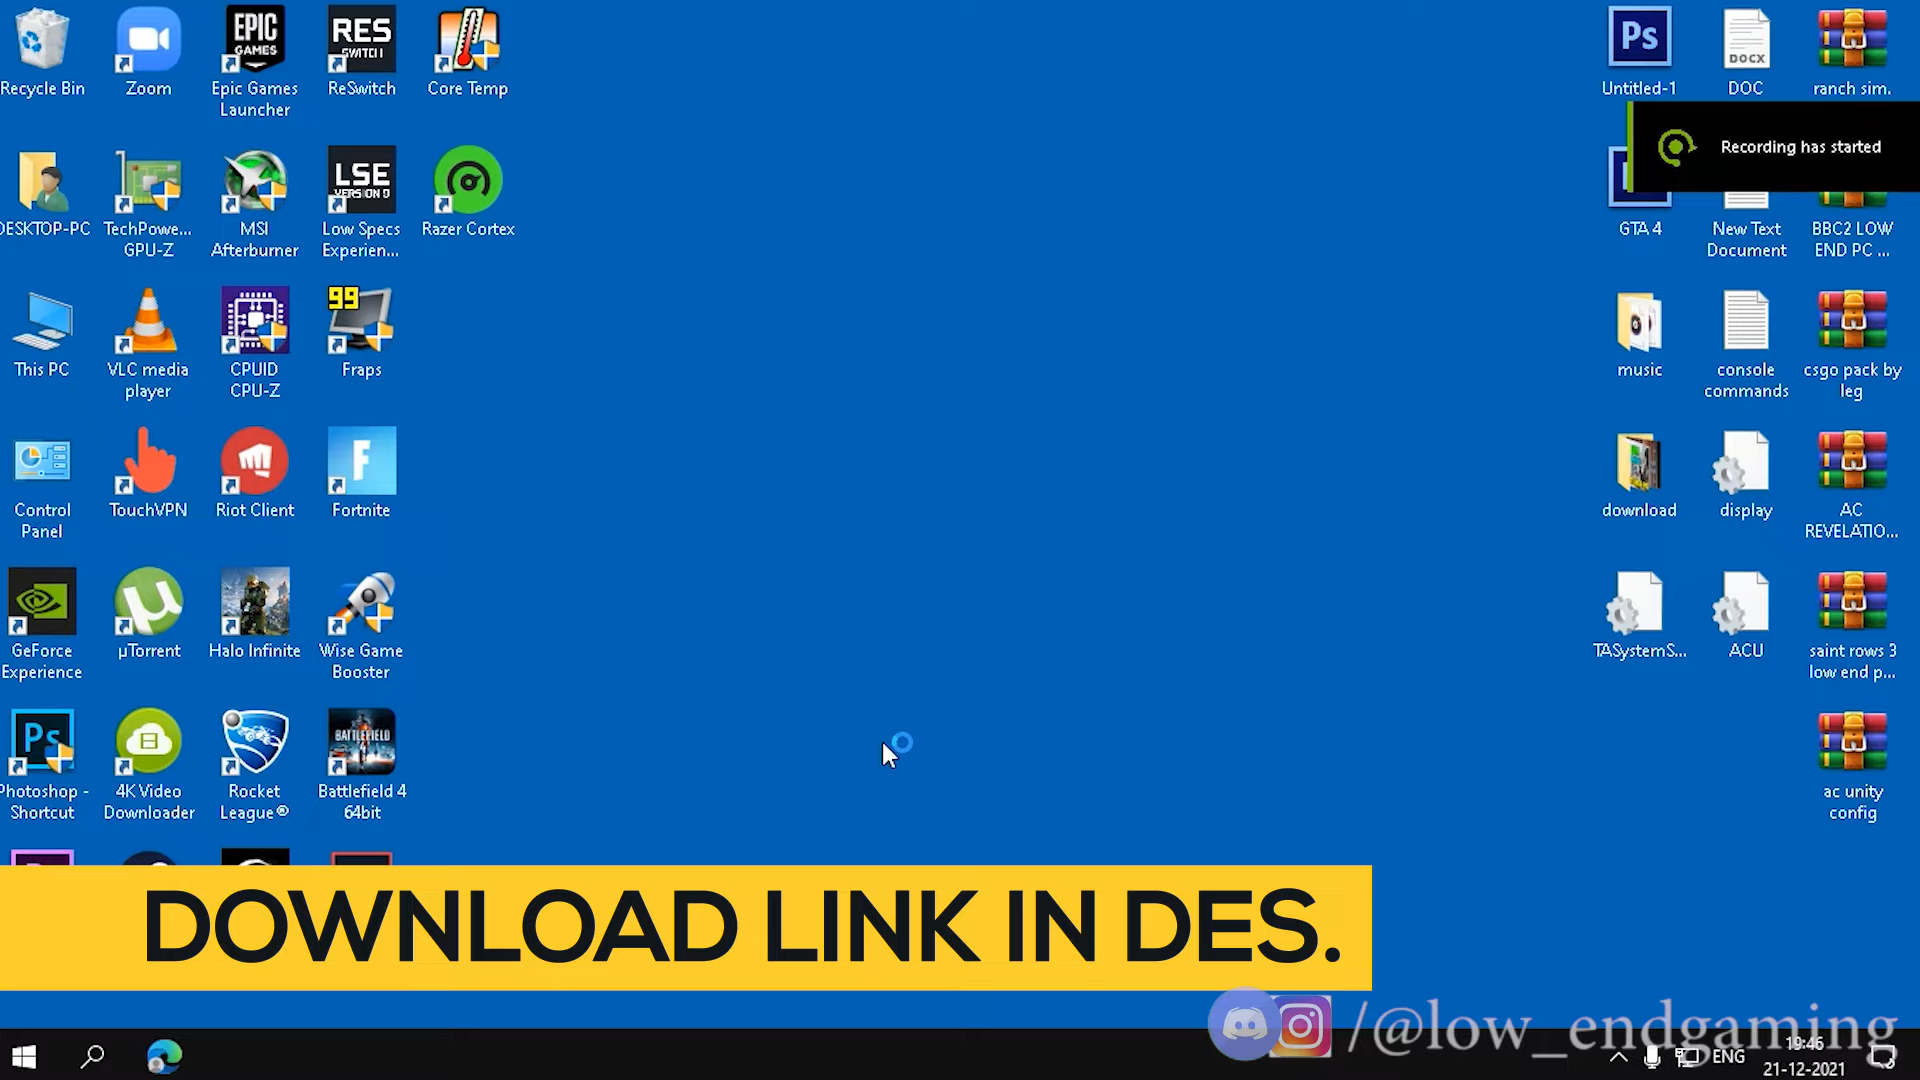 Recycle Bin
Zoom
EPIC
GAMES
Epic Games
Launcher
RES
SWITCH
ReSwitch
Core Temp
Ps
Untitled-1
DOCX
DOC
ranch sim.
Recording has started
DESKTOP-PC
TechPowe...
GPU-Z
MSI
Afterburner
LSE
VERSION 9
Low Specs
Experien...
Razer Cortex
GTA 4
New Text
Document
BBC2 LOW
END PC ...
This PC
VLC media
player
CPUID
CPU-Z
99
Fraps
music
console
commands
csgo pack by
leg
Control
Panel
TouchVPN
Riot Client
F
Fortnite
download
display
AC
REVELATIO...
GeForce
Experience
µ
µTorrent
Halo Infinite
Wise Game
Booster
TASystemS...
ACU
saint rows 3
low end p...
Ps
Photoshop -
Shortcut
4K Video
Downloader
Rocket
League®
BATTLEFIELD
4
Battlefield 4
64bit
ac unity
config
DOWNLOAD LINK IN DES.
/@low_endgaming
ENG
19:46
21-12-2021